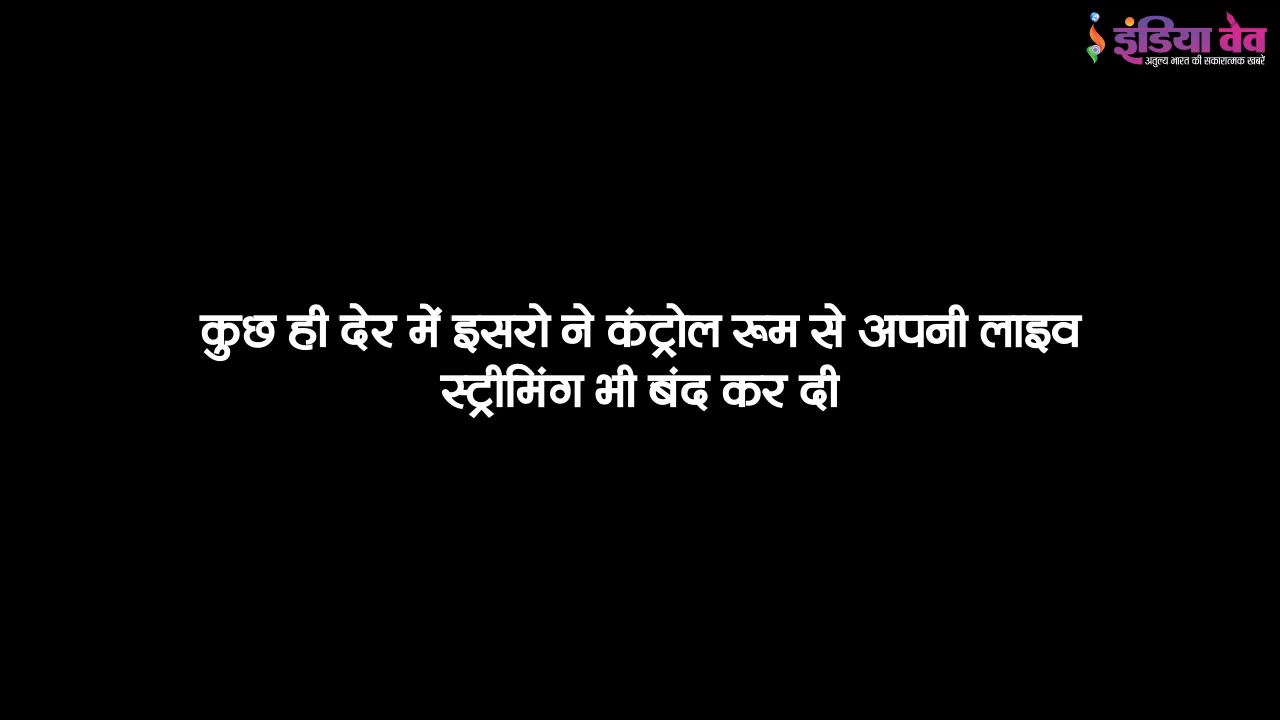 इंडिया वेव
अतुल्य भारत की सकारात्मक खबरें
कुछ ही देर में इसरो ने कंट्रोल रूम से अपनी लाइव
स्ट्रीमिंग भी बंद कर दी